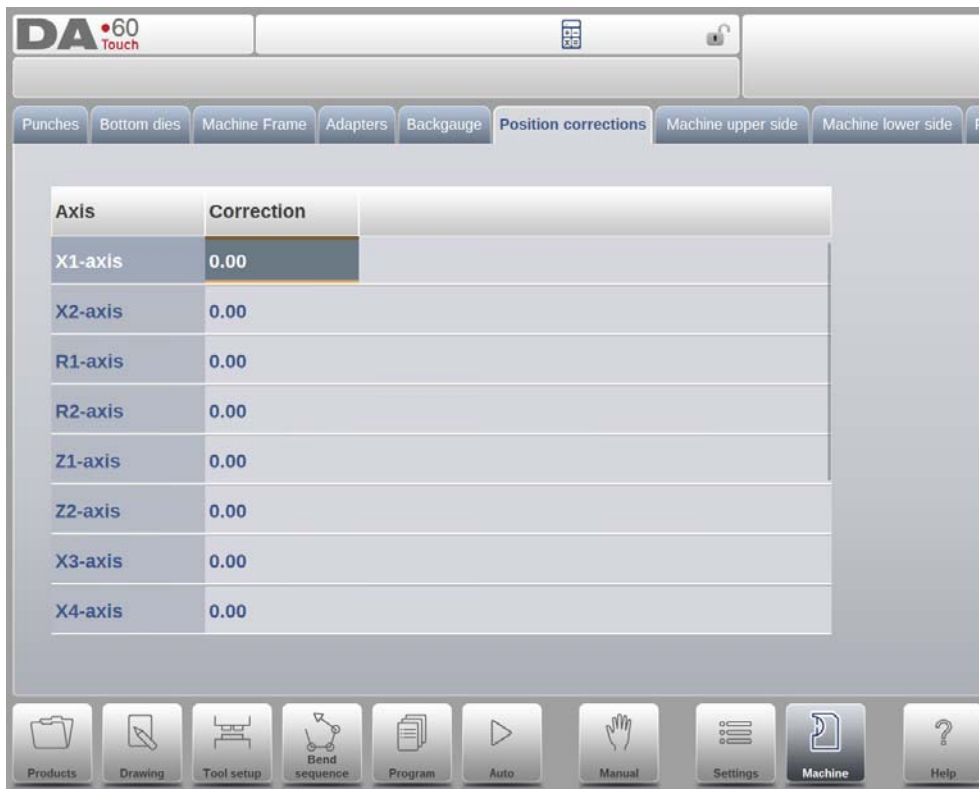 DA•60
Touch
Punches Bottom dies Machine Frame Adapters Backgauge Position corrections Machine upper side Machine lower side
Axis Correction
X1-axis 0.00
X2-axis 0.00
R1-axis 0.00
R2-axis 0.00
Z1-axis 0.00
Z2-axis 0.00
X3-axis 0.00
X4-axis 0.00
Products Drawing Tool setup Bend sequence Program Auto Manual Settings Machine Help